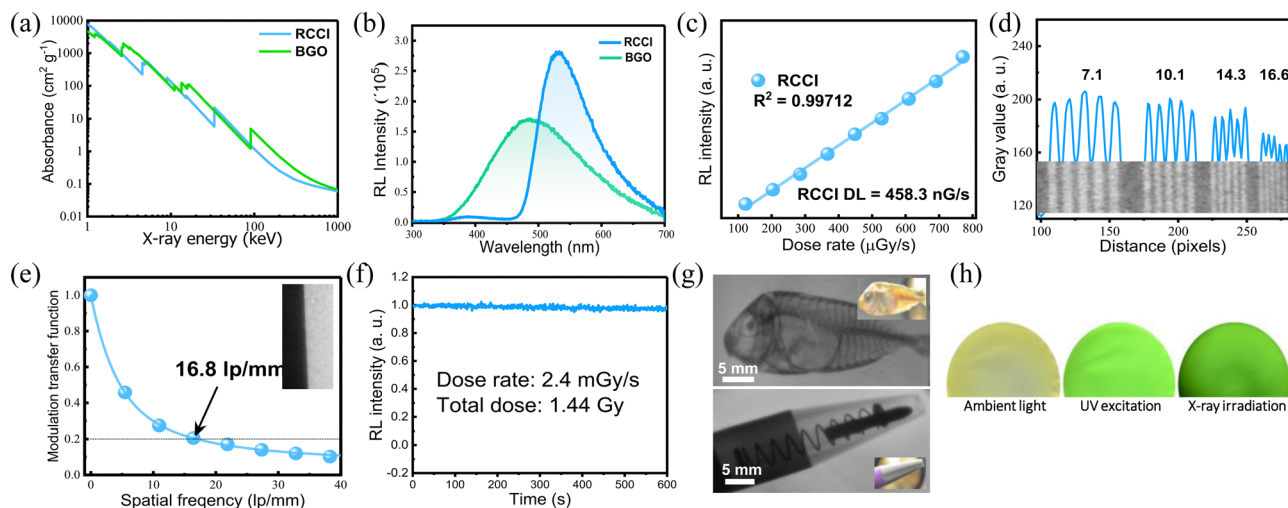 (a)
10000
1000
100
10
1
0.1
0.01
1
10
100
1000
Absorbance (cm² g⁻¹)
X-ray energy (keV)
RCCI
BGO
(b)
3.0
2.5
2.0
1.5
1.0
0.5
0.0
300
400
500
600
700
RL Intensity (´10⁵)
Wavelength (nm)
RCCI
BGO
(c)
RL intensity (a. u.)
RCCI
R² = 0.99712
RCCI DL = 458.3 nG/s
0 100 200 300 400 500 600 700 800
Dose rate (μGy/s)
(d)
240
200
160
120
Gray value (a. u.)
7.1
10.1
14.3
16.6
100
150
200
250
Distance (pixels)
(e)
1.0
0.8
0.6
0.4
0.2
0.0
Modulation transfer function
16.8 lp/mm
0
10
20
30
40
Spatial freqency (lp/mm)
(f)
1.2
1.0
0.8
0.6
0.4
0.2
0.0
-0.2
RL intensity (a. u.)
Dose rate: 2.4 mGy/s
Total dose: 1.44 Gy
0 100 200 300 400 500 600
Time (s)
(g)
5 mm
5 mm
(h)
Ambient light
UV excitation
X-ray irradiation